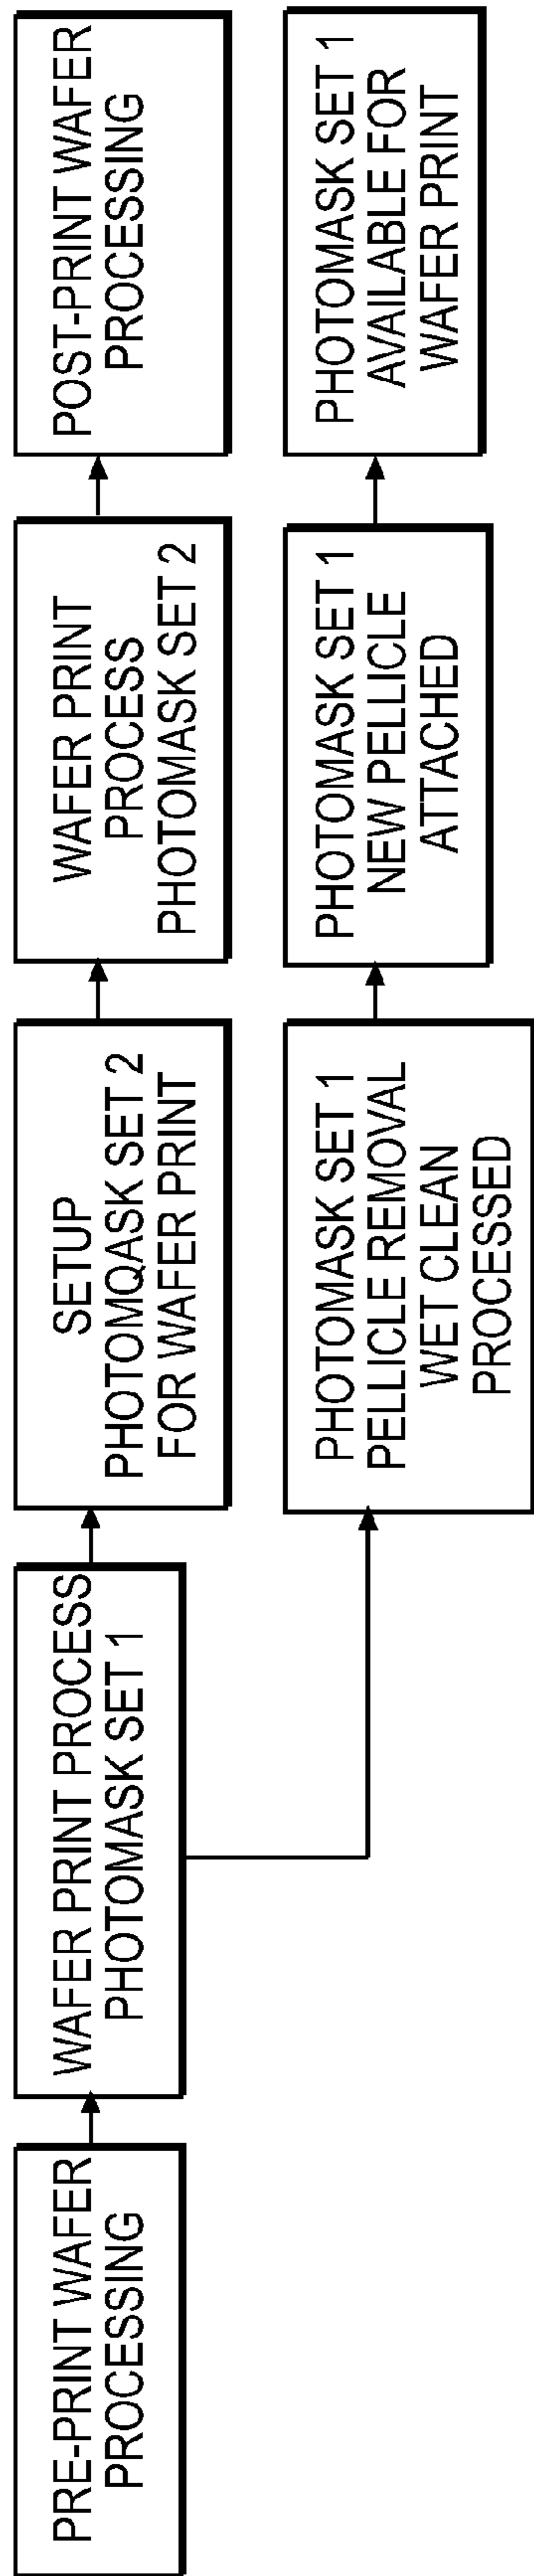 PRE-PRINT WAFER
PROCESSING
WAFER PRINT PROCESS
PHOTOMASK SET 1
SETUP
PHOTOMQASK SET 2
FOR WAFER PRINT
WAFER PRINT
PROCESS
PHOTOMASK SET 2
POST-PRINT WAFER
PROCESSING
PHOTOMASK SET 1
PELLICLE REMOVAL
WET CLEAN
PROCESSED
PHOTOMASK SET 1
NEW PELLICLE
ATTACHED
PHOTOMASK SET 1
AVAILABLE FOR
WAFER PRINT